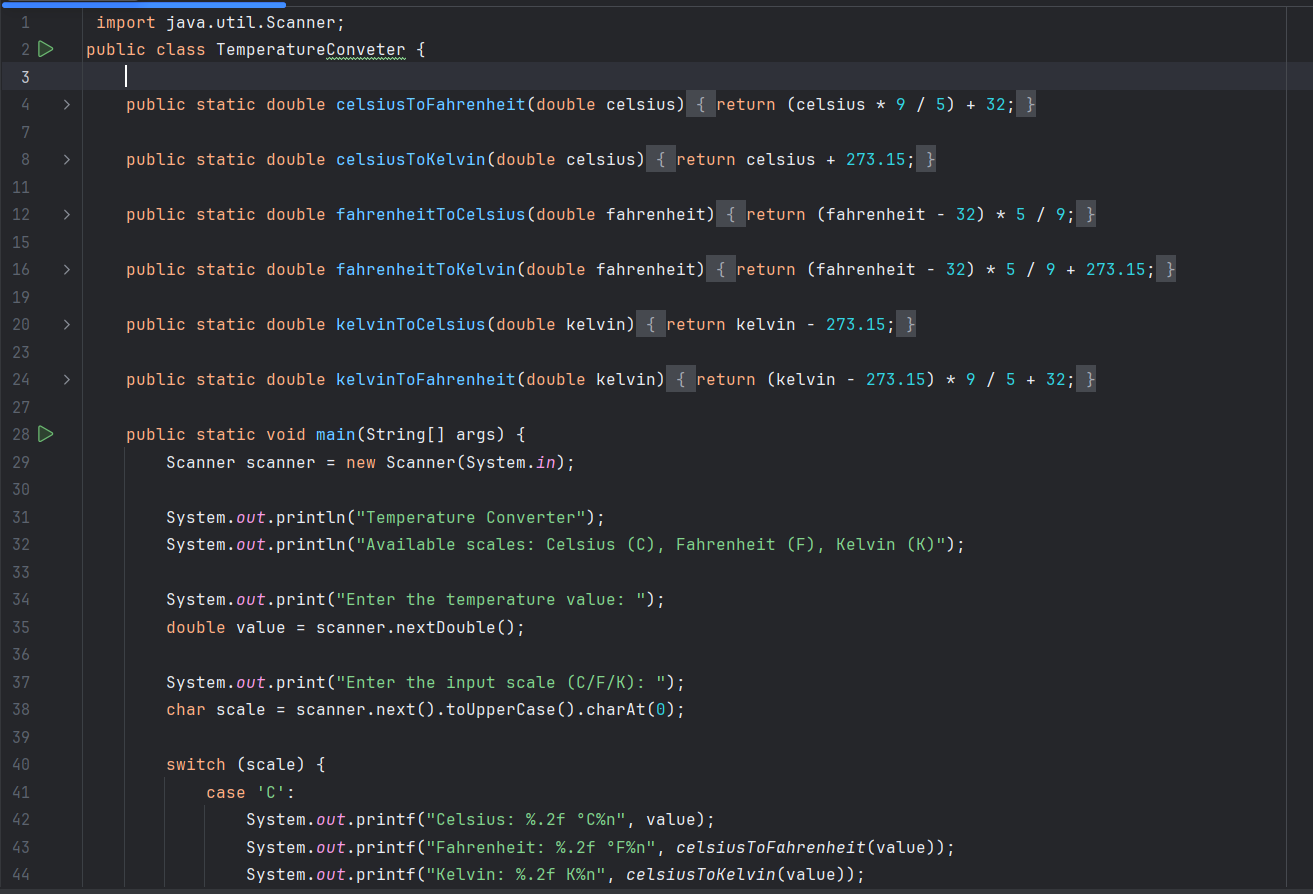 1 import java.util.Scanner;
2 public class TemperatureConveter {
3
4 public static double celsiusToFahrenheit(double celsius) { return (celsius * 9 / 5) + 32; }
7
8 public static double celsiusToKelvin(double celsius) { return celsius + 273.15; }
11
12 public static double fahrenheitToCelsius(double fahrenheit) { return (fahrenheit - 32) * 5 / 9; }
15
16 public static double fahrenheitToKelvin(double fahrenheit) { return (fahrenheit - 32) * 5 / 9 + 273.15; }
19
20 public static double kelvinToCelsius(double kelvin) { return kelvin - 273.15; }
23
24 public static double kelvinToFahrenheit(double kelvin) { return (kelvin - 273.15) * 9 / 5 + 32; }
27
28 public static void main(String[] args) {
29 Scanner scanner = new Scanner(System.in);
30
31 System.out.println("Temperature Converter");
32 System.out.println("Available scales: Celsius (C), Fahrenheit (F), Kelvin (K)");
33
34 System.out.print("Enter the temperature value: ");
35 double value = scanner.nextDouble();
36
37 System.out.print("Enter the input scale (C/F/K): ");
38 char scale = scanner.next().toUpperCase().charAt(0);
39
40 switch (scale) {
41 case 'C':
42 System.out.printf("Celsius: %.2f °C%n", value);
43 System.out.printf("Fahrenheit: %.2f °F%n", celsiusToFahrenheit(value));
44 System.out.printf("Kelvin: %.2f K%n", celsiusToKelvin(value));